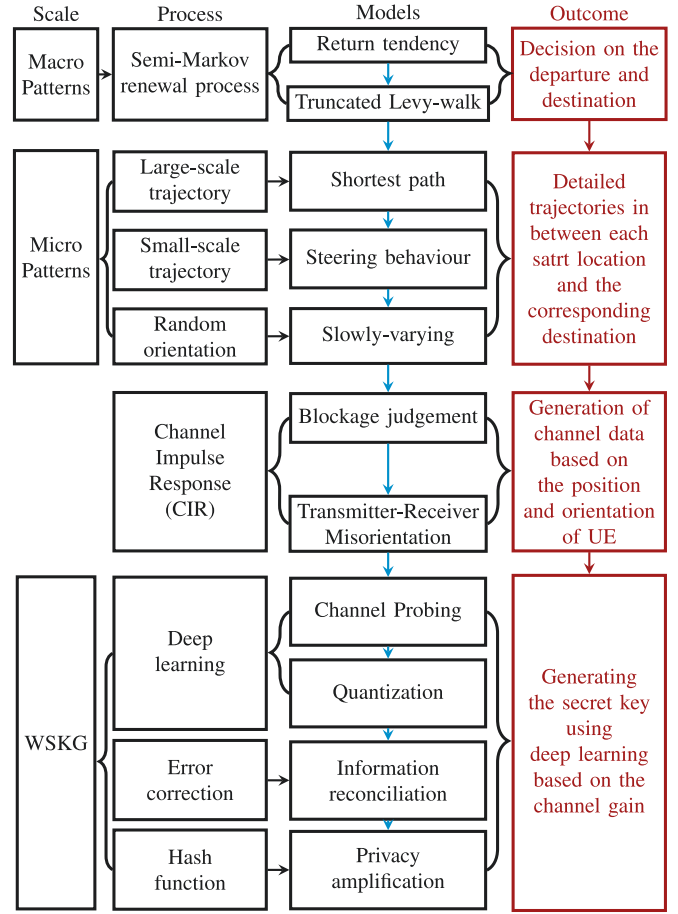 Scale
Process
Models
Outcome
Macro
Patterns
Semi-Markov
renewal process
Return tendency
Truncated Levy-walk
Decision on the
departure and
destination
Micro
Patterns
Large-scale
trajectory
Shortest path
Small-scale
trajectory
Steering behaviour
Random
orientation
Slowly-varying
Detailed
trajectories in
between each
satrt location
and the
corresponding
destination
Channel
Impulse
Response
(CIR)
Blockage judgement
Transmitter-Receiver
Misorientation
Generation of
channel data
based on
the position
and orientation
of UE
WSKG
Deep
learning
Channel Probing
Quantization
Error
correction
Information
reconciliation
Hash
function
Privacy
amplification
Generating
the secret key
using
deep learning
based on the
channel gain